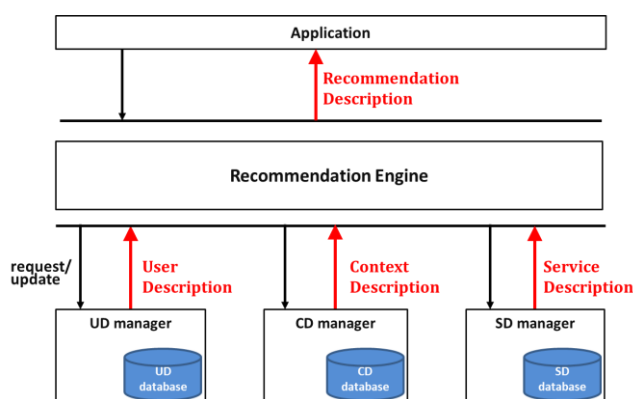 Application
Recommendation
Description
Recommendation Engine
request/
update
User
Description
Context
Description
Service
Description
UD manager
CD manager
SD manager
UD
database
CD
database
SD
database